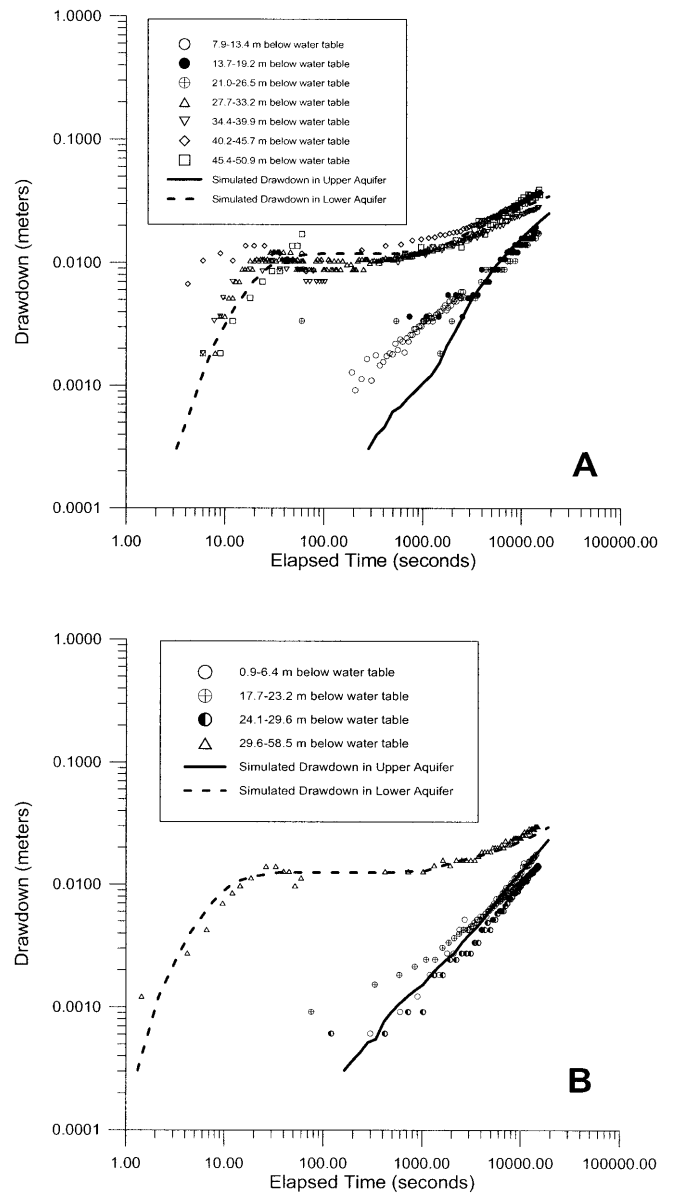 1.0000
7.9-13.4 m below water table
13.7-19.2 m below water table
0.1000
21.0-26.5 m below water table
27.7-33.2 m below water table
34.4-39.9 m below water table
40.2-45.7 m below water table
45.4-50.9 m below water table
Simulated Drawdown in Upper Aquifer
Simulated Drawdown in Lower Aquifer
Drawdown (meters)
0.0100
0.0010
A
0.0001
1.00
10.00
100.00
1000.00
10000.00
100000.00
Elapsed Time (seconds)
1.0000
0.9-6.4 m below water table
17.7-23.2 m below water table
24.1-29.6 m below water table
29.6-58.5 m below water table
0.1000
Simulated Drawdown in Upper Aquifer
Simulated Drawdown in Lower Aquifer
Drawdown (meters)
0.0100
0.0010
B
0.0001
1.00
10.00
100.00
1000.00
10000.00
100000.00
Elapsed Time (seconds)